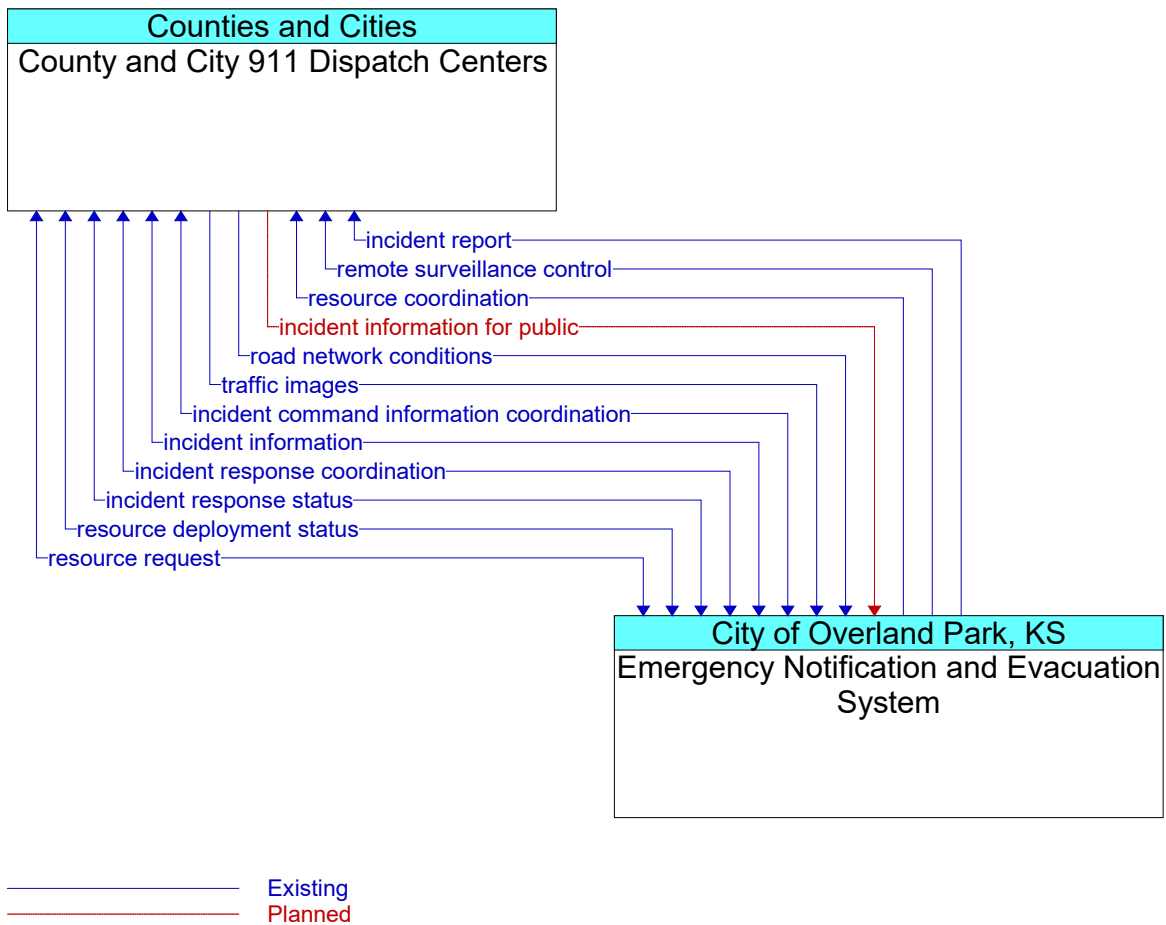 Counties and Cities
County and City 911 Dispatch Centers
incident report
remote surveillance control
resource coordination
incident information for public
road network conditions
traffic images
incident command information coordination
incident information
incident response coordination
incident response status
resource deployment status
resource request
City of Overland Park, KS
Emergency Notification and Evacuation
System
Existing
Planned